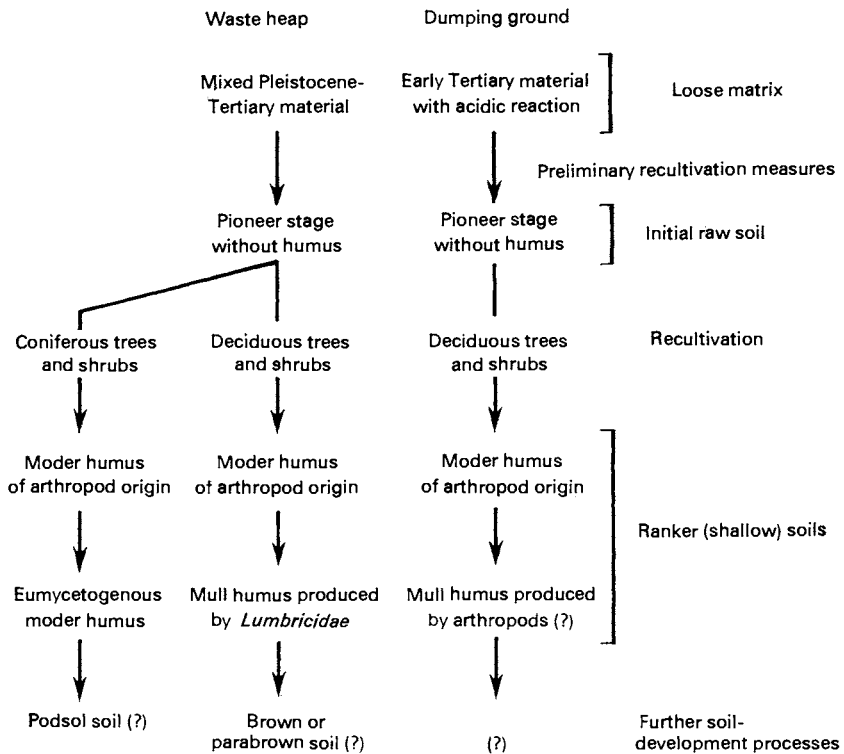 Waste heap
Dumping ground
Mixed Pleistocene-
Tertiary material
Early Tertiary material
with acidic reaction
Loose matrix
Preliminary recultivation measures
Pioneer stage
without humus
Pioneer stage
without humus
Initial raw soil
Coniferous trees
and shrubs
Deciduous trees
and shrubs
Deciduous trees
and shrubs
Recultivation
Moder humus
of arthropod origin
Moder humus
of arthropod origin
Moder humus
of arthropod origin
Ranker (shallow) soils
Eumycetogenous
moder humus
Mull humus produced
by Lumbricidae
Mull humus produced
by arthropods (?)
Podsol soil (?)
Brown or
parabrown soil (?)
(?)
Further soil-
development processes